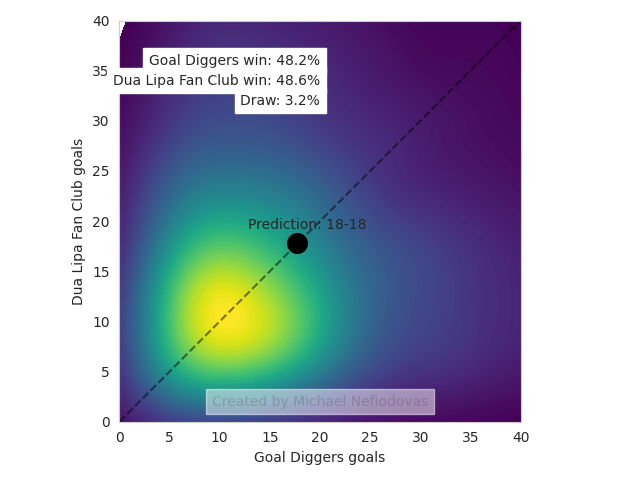 40
35
30
25
20
15
10
5
0
Dua Lipa Fan Club goals
Goal Diggers win: 48.2%
Dua Lipa Fan Club win: 48.6%
Draw: 3.2%
Prediction: 18-18
Created by Michael Nefiodovas
0 5 10 15 20 25 30 35 40
Goal Diggers goals